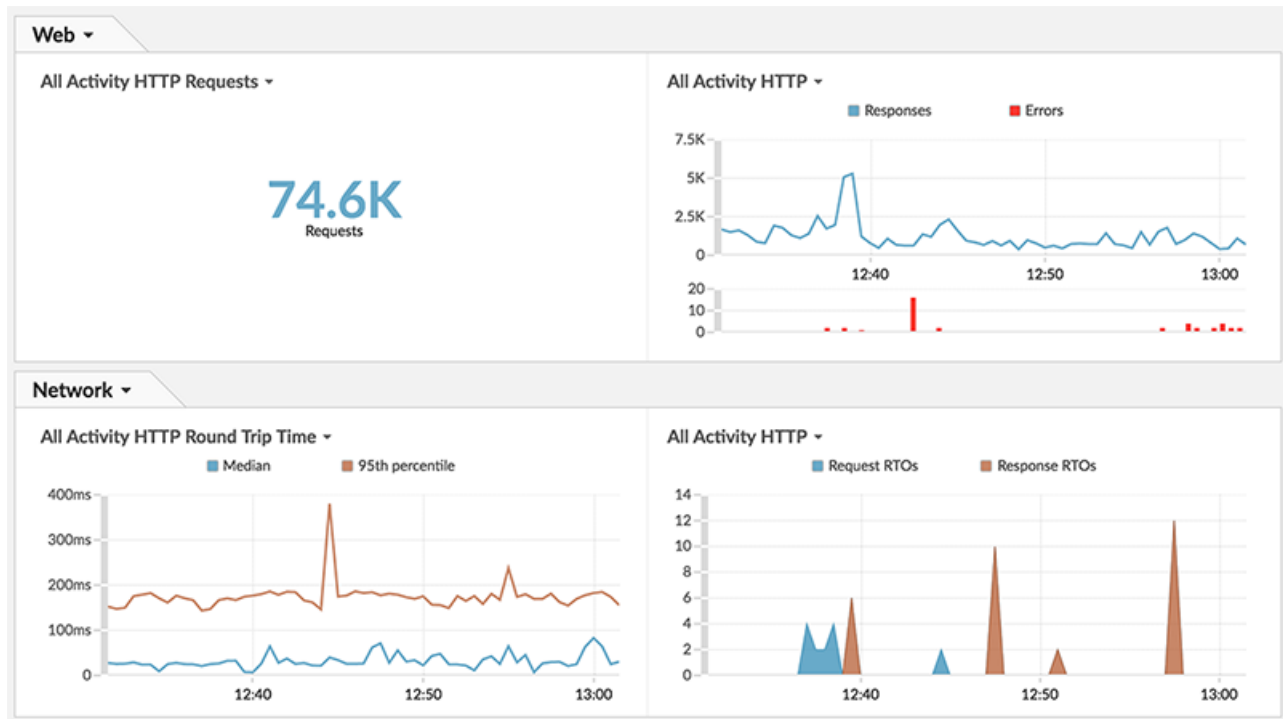 Web
All Activity HTTP Requests
74.6K
Requests
All Activity HTTP
Responses Errors
7.5K
5K
2.5K
0
12:40 12:50 13:00
20
10
0
Network
All Activity HTTP Round Trip Time
Median 95th percentile
400ms
300ms
200ms
100ms
0
12:40 12:50 13:00
All Activity HTTP
Request RTOs Response RTOs
14
12
10
8
6
4
2
0
12:40 12:50 13:00